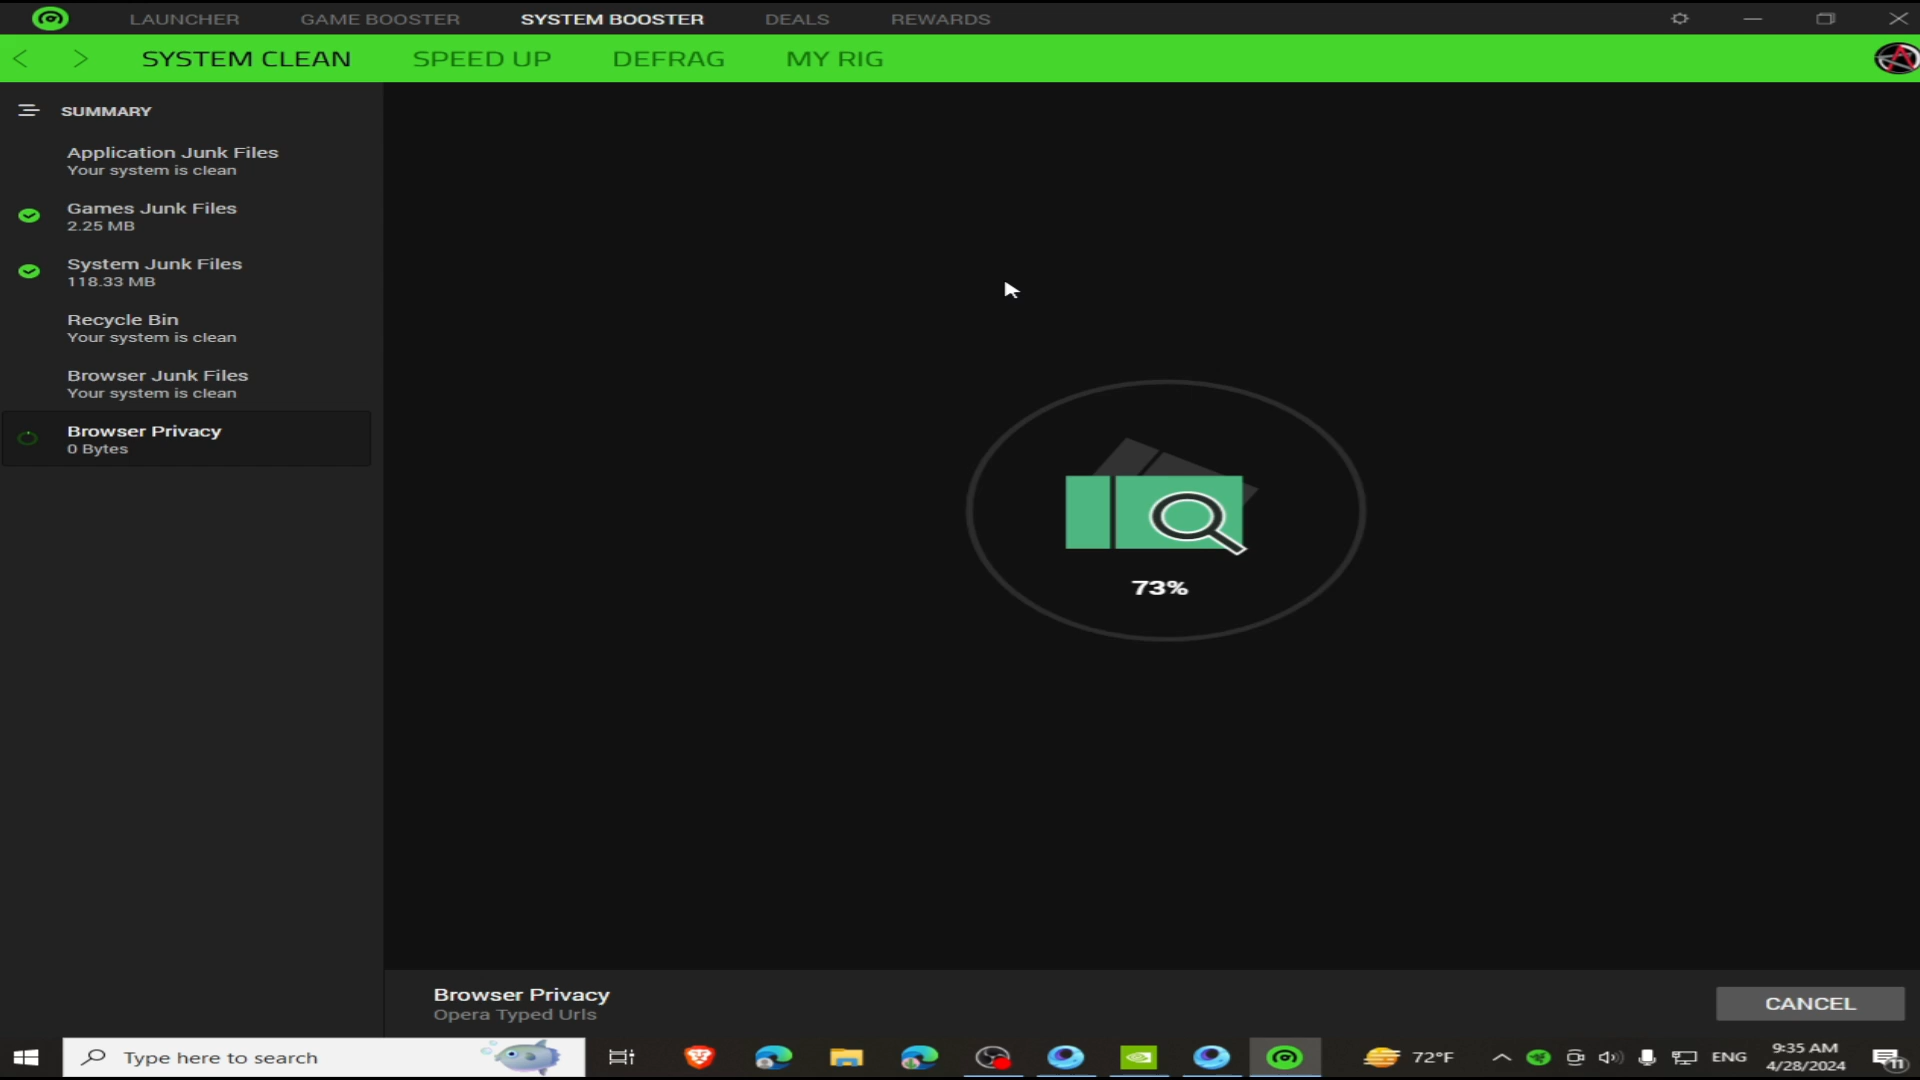 LAUNCHER GAME BOOSTER SYSTEM BOOSTER DEALS REWARDS
SYSTEM CLEAN SPEED UP DEFRAG MY RIG
SUMMARY
Application Junk Files
Your system is clean
Games Junk Files
2.25 MB
System Junk Files
118.33 MB
Recycle Bin
Your system is clean
Browser Junk Files
Your system is clean
Browser Privacy
0 Bytes
73%
Browser Privacy
Opera Typed Urls
CANCEL
Type here to search
72°F
ENG
9:35 AM
4/28/2024
11